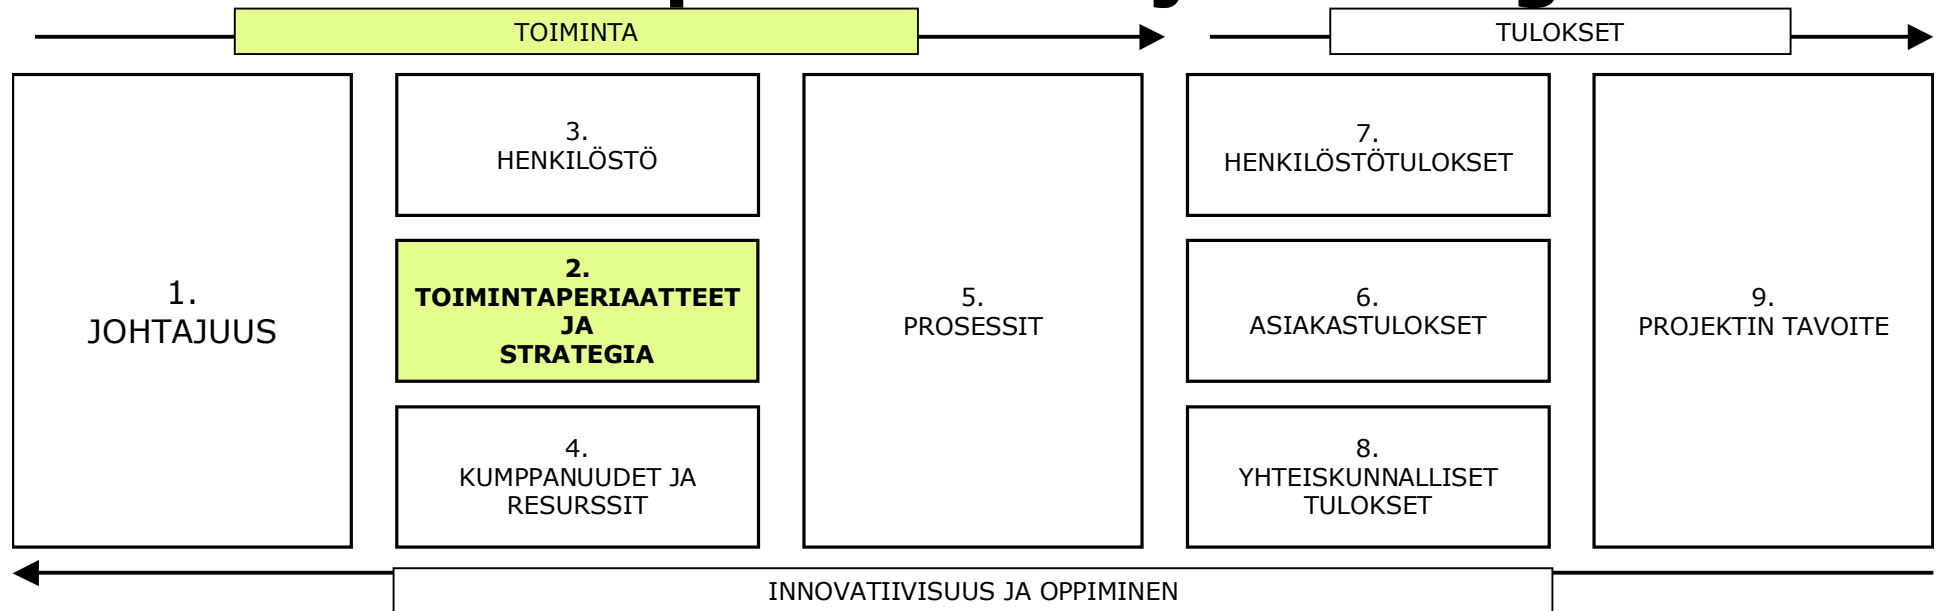 TOIMINTA
TULOKSET
1.
JOHTAJUUS
3.
HENKILÖSTÖ
2.
TOIMINTAPERIAATTEET
JA
STRATEGIA
4.
KUMPPANUUDET JA
RESURSSIT
5.
PROSESSIT
7.
HENKILÖSTÖTULOKSET
6.
ASIAKASTULOKSET
8.
YHTEISKUNNALLISET
TULOKSET
9.
PROJEKTIN TAVOITE
INNOVATIIVISUUS JA OPPIMINEN